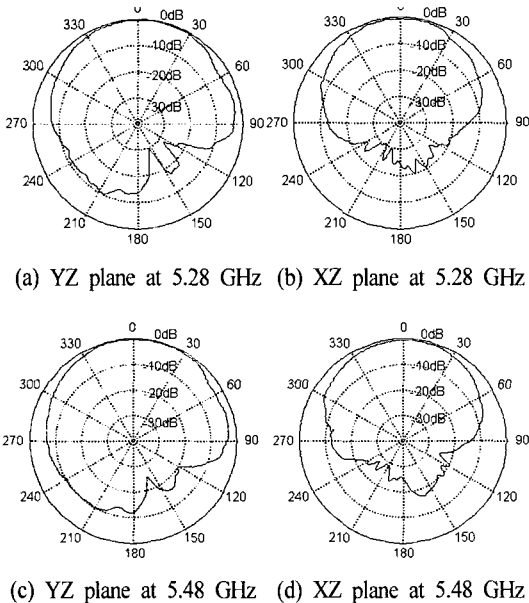 0 0
330 0dB 30 330 0dB 30
-10dB -10dB
300 60 300 60
-20dB -20dB
-30dB -30dB
270 90 270 90
240 120 240 120
210 150 210 150
180 180
(a) YZ plane at 5.28 GHz (b) XZ plane at 5.28 GHz
0 0
330 0dB 30 330 0dB 30
-10dB -10dB
300 60 300 60
-20dB -20dB
-30dB -30dB
270 90 270 90
240 120 240 120
210 150 210 150
180 180
(c) YZ plane at 5.48 GHz (d) XZ plane at 5.48 GHz